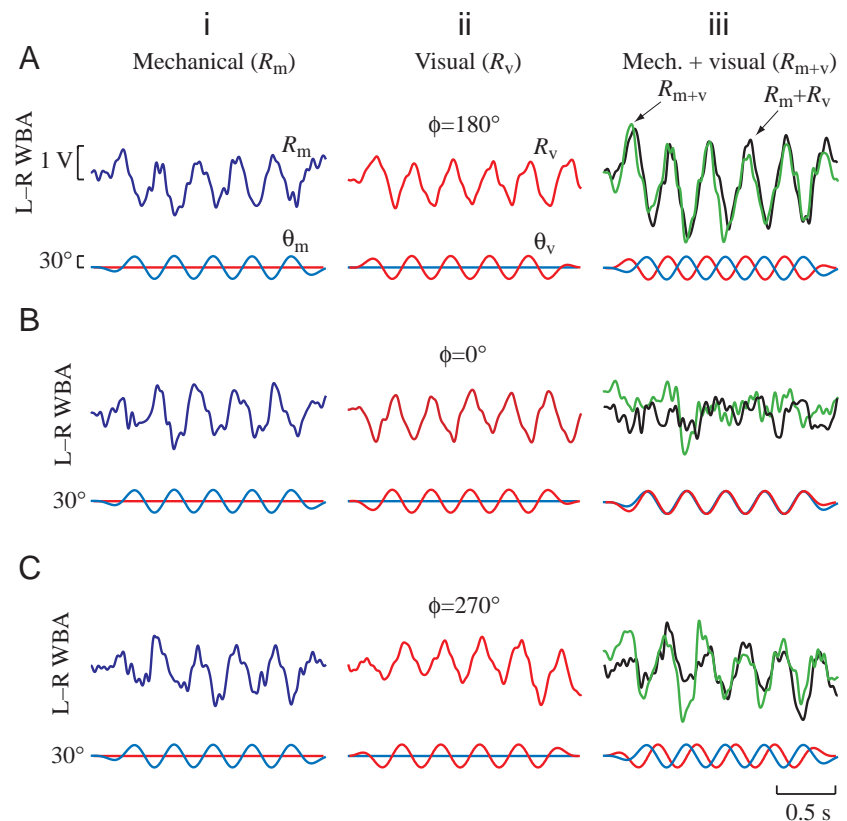 i ii iii
Mechanical (Rm) Visual (Rv) Mech. + visual (Rm+v)
A
Rm+v Rm+Rv
ϕ=180°
Rm Rv
1 V
L–R WBA
θm θv
30°
B
ϕ=0°
L–R WBA
30°
C
ϕ=270°
L–R WBA
30°
0.5 s